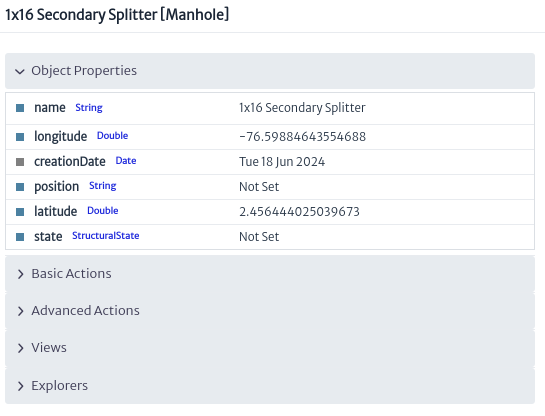 1x16 Secondary Splitter [Manhole]
Object Properties
name String 1x16 Secondary Splitter
longitude Double -76.59884643554688
creationDate Date Tue 18 Jun 2024
position String Not Set
latitude Double 2.456444025039673
state StructuralState Not Set
Basic Actions
Advanced Actions
Views
Explorers